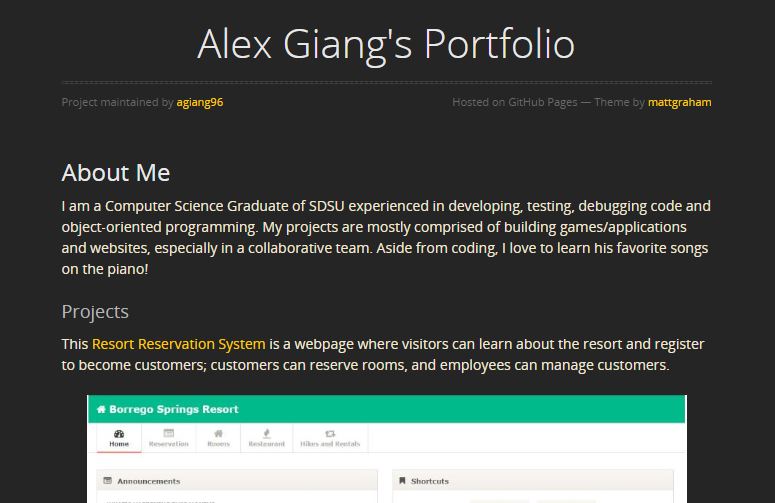 Alex Giang's Portfolio
Project maintained by agiang96
Hosted on GitHub Pages — Theme by mattgraham
About Me
I am a Computer Science Graduate of SDSU experienced in developing, testing, debugging code and
object-oriented programming. My projects are mostly comprised of building games/applications
and websites, especially in a collaborative team. Aside from coding, I love to learn his favorite songs
on the piano!
Projects
This Resort Reservation System is a webpage where visitors can learn about the resort and register
to become customers; customers can reserve rooms, and employees can manage customers.
Borrego Springs Resort
Home Reservation Rooms Restaurant Hikes and Rentals
Announcements
Shortcuts